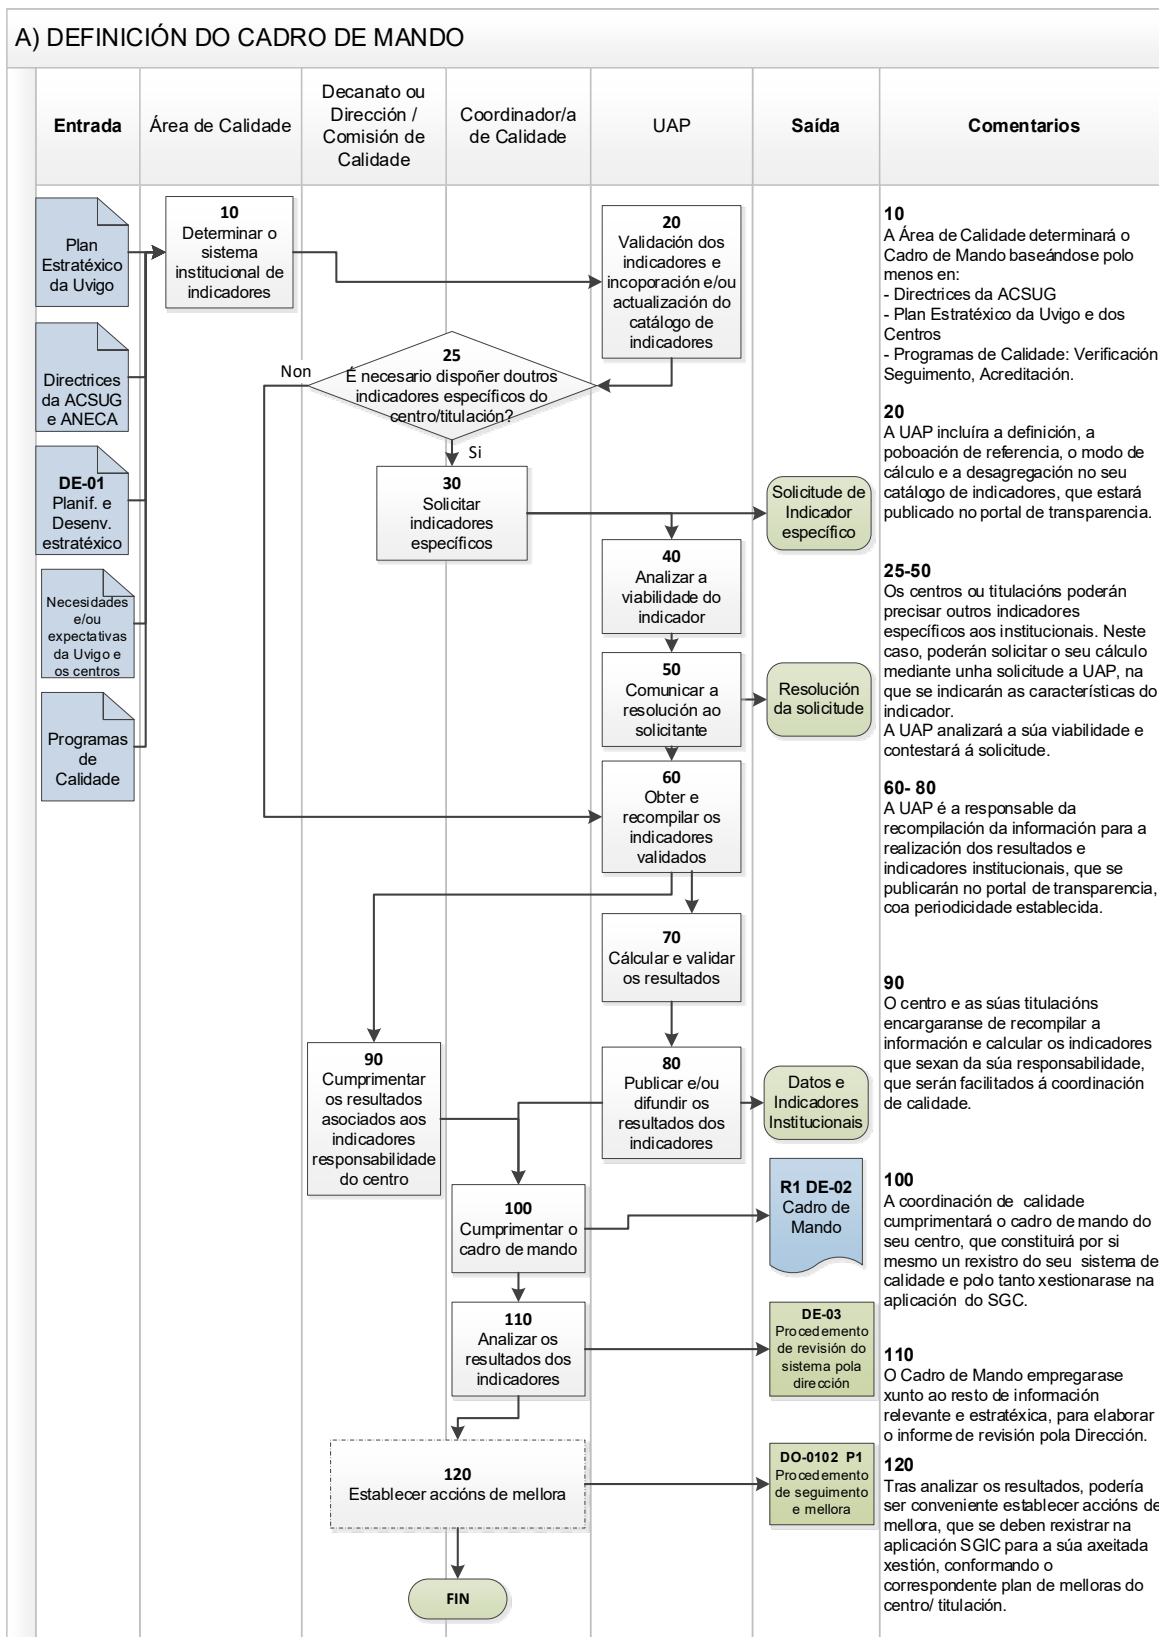 A) DEFINICIÓN DO CADRO DE MANDO
Entrada
Área de Calidade
Decanato ou
Dirección /
Comisión de
Calidade
Coordinador/a
de Calidade
UAP
Saída
Comentarios
Plan
Estratéxico
da Uvigo
Directrices
da ACSUG
e ANECA
DE-01
Planif. e
Desenv.
estratéxico
Necesidades
e/ou
expectativas
da Uvigo e
os centros
Programas
de
Calidade
10
Determinar o
sistema
institucional de
indicadores
20
Validación dos
indicadores e
incoporación e/ou
actualización do
catálogo de
indicadores
25
É necesario dispoñer doutros
indicadores específicos do
centro/titulación?
Non
Si
30
Solicitar
indicadores
específicos
Solicitude de
Indicador
específico
40
Analizar a
viabilidade do
indicador
50
Comunicar a
resolución ao
solicitante
Resolución
da solicitude
60
Obter e
recompilar os
indicadores
validados
70
Cálcular e validar
os resultados
80
Publicar e/ou
difundir os
resultados dos
indicadores
Datos e
Indicadores
Institucionais
90
Cumprimentar
os resultados
asociados aos
indicadores
responsabilidade
do centro
100
Cumprimentar o
cadro de mando
R1 DE-02
Cadro de
Mando
110
Analizar os
resultados dos
indicadores
DE-03
Procedemento
de revisión do
sistema pola
dirección
120
Establecer accións de mellora
DO-0102 P1
Procedemento
de seguimento
e mellora
FIN
10
A Área de Calidade determinará o
Cadro de Mando baseándose polo
menos en:
- Directrices da ACSUG
- Plan Estratéxico da Uvigo e dos
Centros
- Programas de Calidade: Verificación
Seguimento, Acreditación.
20
A UAP incluíra a definición, a
poboación de referencia, o modo de
cálculo e a desagregación no seu
catálogo de indicadores, que estará
publicado no portal de transparencia.
25-50
Os centros ou titulacións poderán
precisar outros indicadores
específicos aos institucionais. Neste
caso, poderán solicitar o seu cálculo
mediante unha solicitude a UAP, na
que se indicarán as características do
indicador.
A UAP analizará a súa viabilidade e
contestará á solicitude.
60- 80
A UAP é a responsable da
recompilación da información para a
realización dos resultados e
indicadores institucionais, que se
publicarán no portal de transparencia,
coa periodicidade establecida.
90
O centro e as súas titulacións
encargaranse de recompilar a
información e calcular os indicadores
que sexan da súa responsabilidade,
que serán facilitados á coordinación
de calidade.
100
A coordinación de calidade
cumprimentará o cadro de mando do
seu centro, que constituirá por si
mesmo un rexistro do seu sistema de
calidade e polo tanto xestionarase na
aplicación do SGC.
110
O Cadro de Mando empregarase
xunto ao resto de información
relevante e estratéxica, para elaborar
o informe de revisión pola Dirección.
120
Tras analizar os resultados, podería
ser conveniente establecer accións de
mellora, que se deben rexistrar na
aplicación SGIC para a súa axeitada
xestión, conformando o
correspondente plan de melloras do
centro/ titulación.